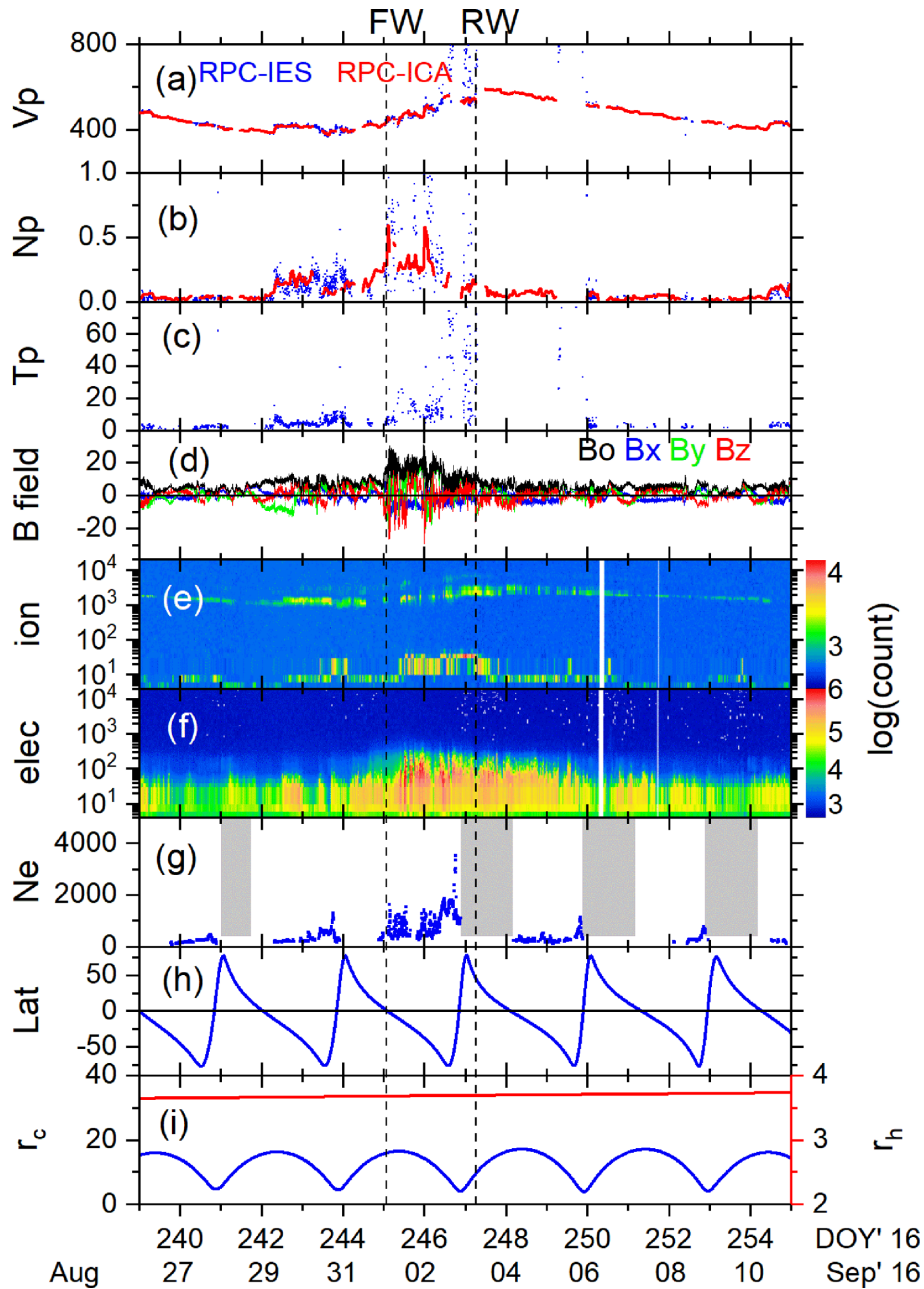 FW RW
800
400
Vp
(a) RPC-IES RPC-ICA
1.0
0.5
0.0
Np
(b)
60
40
20
0
Tp
(c)
20
0
-20
B field
(d) Bo Bx By Bz
10⁴
10³
10²
10¹
ion
(e)
4
3
6
5
4
3
log(count)
10⁴
10³
10²
10¹
elec
(f)
4000
2000
0
Ne
(g)
50
0
-50
Lat
(h)
40
20
0
r_c
(i)
4
3
2
r_h
240 242 244 246 248 250 252 254 DOY' 16
Aug 27 29 31 02 04 06 08 10 Sep' 16